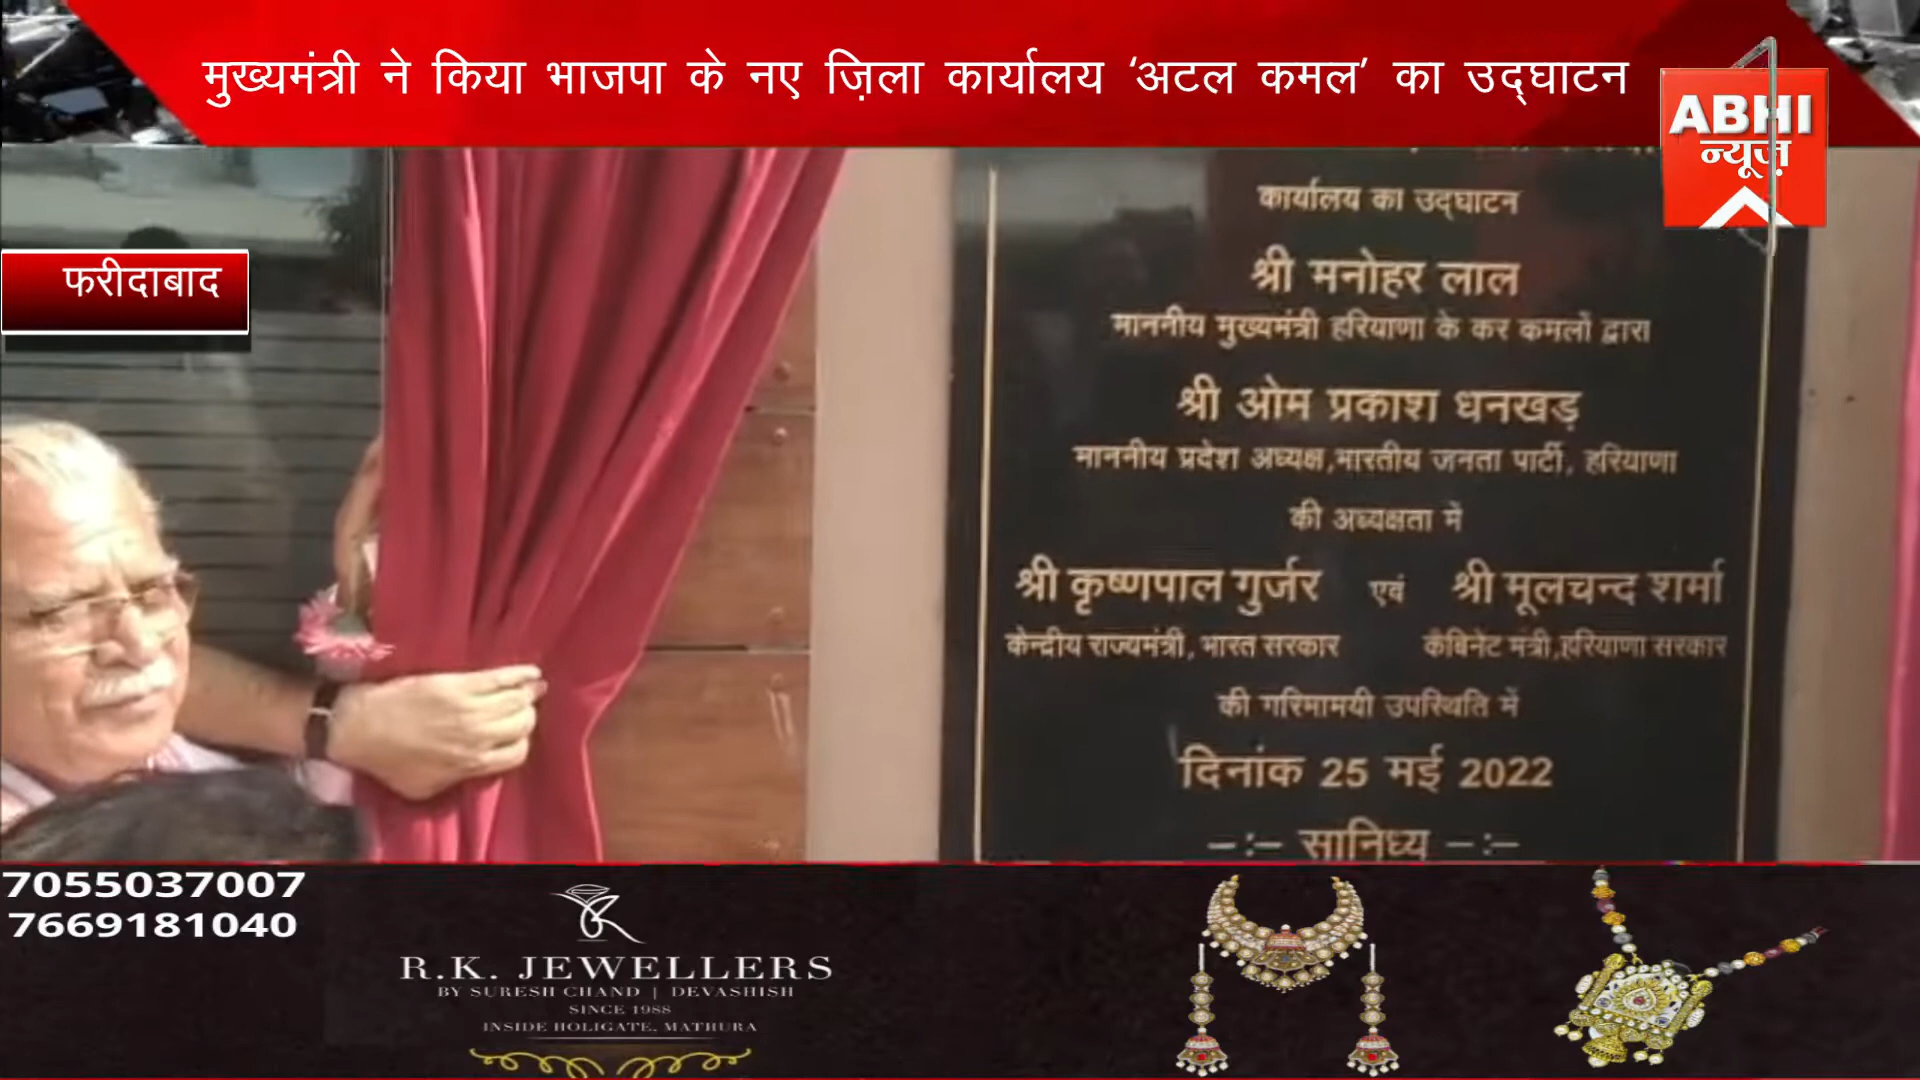 मुख्यमंत्री ने किया भाजपा के नए ज़िला कार्यालय ‘अटल कमल’ का उद्घाटन
ABHI
न्यूज़
फरीदाबाद
कार्यालय का उद्घाटन
श्री मनोहर लाल
माननीय मुख्यमंत्री हरियाणा के कर कमलों द्वारा
श्री ओम प्रकाश धनखड़
माननीय प्रदेश अध्यक्ष,भारतीय जनता पार्टी, हरियाणा
की अध्यक्षता में
श्री कृष्णपाल गुर्जर एवं श्री मूलचन्द शर्मा
केन्द्रीय राज्यमंत्री, भारत सरकार कैबिनेट मंत्री,हरियाणा सरकार
की गरिमामयी उपस्थिति में
दिनांक 25 मई 2022
—:— सानिध्य —:—
7055037007
7669181040
R.K. JEWELLERS
BY SURESH CHAND | DEVASHISH
SINCE 1988
INSIDE HOLIGATE, MATHURA